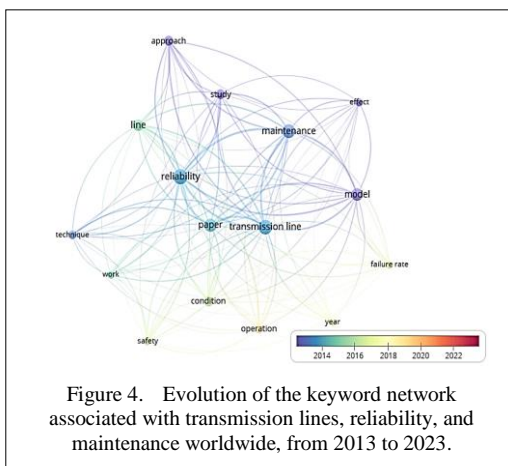 approach
study
effect
line
maintenance
reliability
model
paper
transmission line
technique
failure rate
work
condition
year
operation
safety
2014 2016 2018 2020 2022
Figure 4. Evolution of the keyword network
associated with transmission lines, reliability, and
maintenance worldwide, from 2013 to 2023.